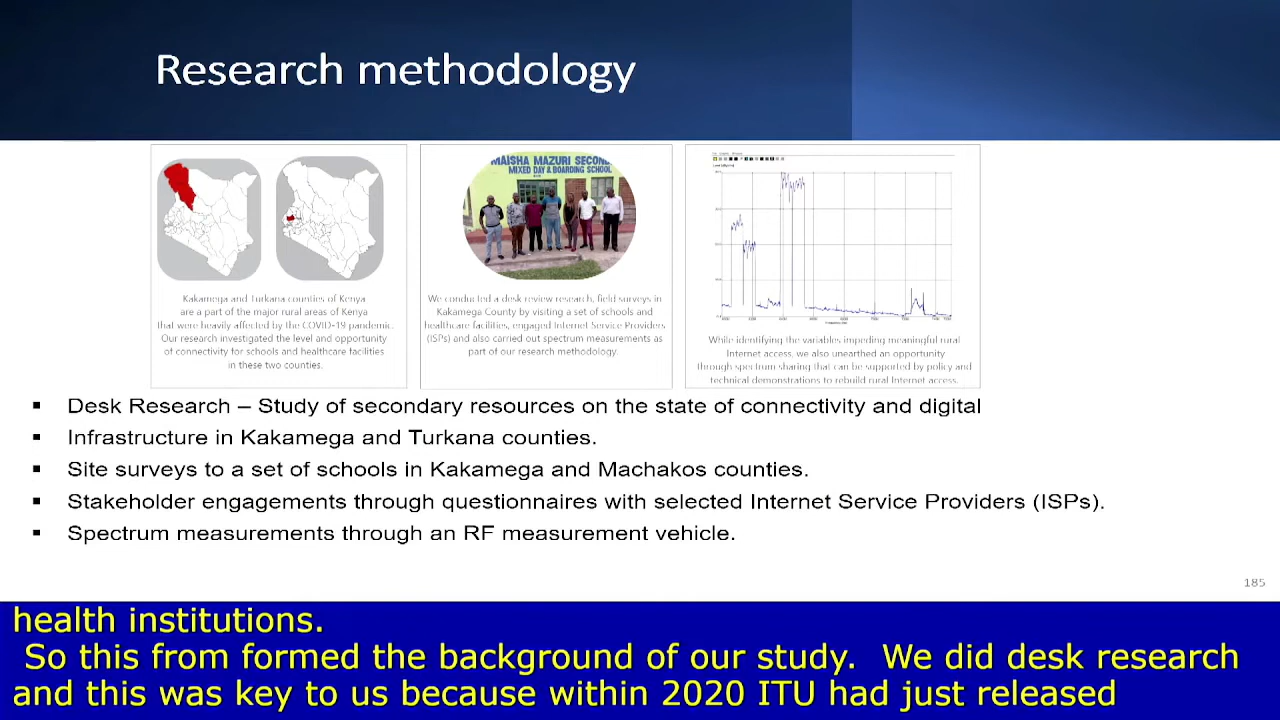 Research methodology
MAISHA MAZURI SECOND
MIXED DAY & BOARDING SCHOOL
Kakamega and Turkana counties of Kenya
are a part of the major rural areas of Kenya
that were heavily affected by the COVID-19 pandemic.
Our research investigated the level and opportunity
of connectivity for schools and healthcare facilities
in these two counties.
We conducted a desk review research, field surveys in
Kakamega County by visiting a set of schools and
healthcare facilities, engaged Internet Service Providers
(ISPs) and also carried out spectrum measurements as
part of our research methodology.
While identifying the variables impeding meaningful rural
Internet access, we also unearthed an opportunity
through spectrum sharing that can be supported by policy and
technical demonstrations to rebuild rural Internet access.
▪ Desk Research – Study of secondary resources on the state of connectivity and digital
▪ Infrastructure in Kakamega and Turkana counties.
▪ Site surveys to a set of schools in Kakamega and Machakos counties.
▪ Stakeholder engagements through questionnaires with selected Internet Service Providers (ISPs).
▪ Spectrum measurements through an RF measurement vehicle.
185
health institutions.
So this from formed the background of our study. We did desk research
and this was key to us because within 2020 ITU had just released